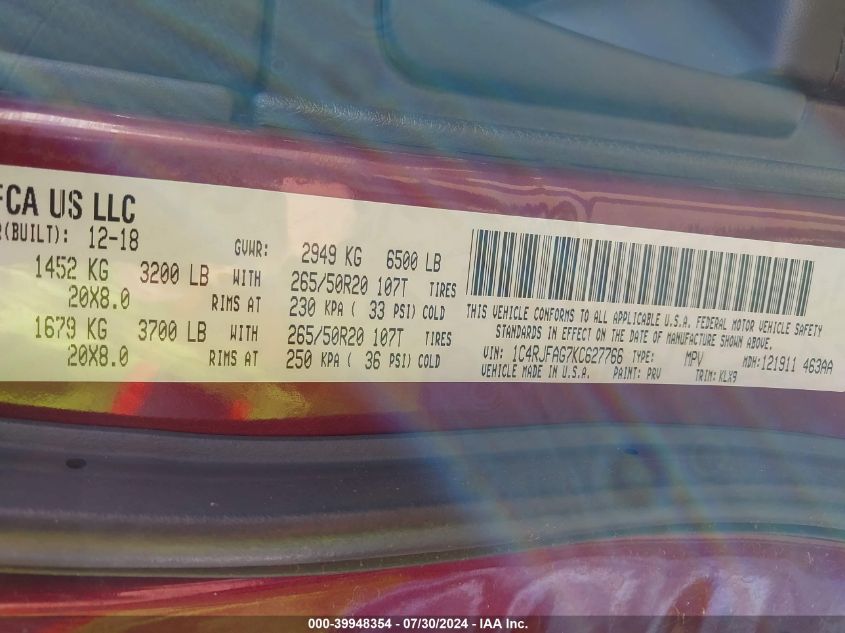 FCA US LLC
(BUILT): 12-18
GVWR: 2949 KG 6500 LB
1452 KG 3200 LB WITH 265/50R20 107T TIRES
20X8.0 RIMS AT 230 KPA ( 33 PSI) COLD
1679 KG 3700 LB WITH 265/50R20 107T TIRES
20X8.0 RIMS AT 250 KPA ( 36 PSI) COLD
THIS VEHICLE CONFORMS TO ALL APPLICABLE U.S.A. FEDERAL MOTOR VEHICLE SAFETY
STANDARDS IN EFFECT ON THE DATE OF MANUFACTURE SHOWN ABOVE.
VIN: 1C4RJFAG7KC627766 TYPE: MPV MDH:121911 463AA
VEHICLE MADE IN U.S.A. PAINT: PRV TRIM: KLX9
000-39948354 - 07/30/2024 - IAA Inc.